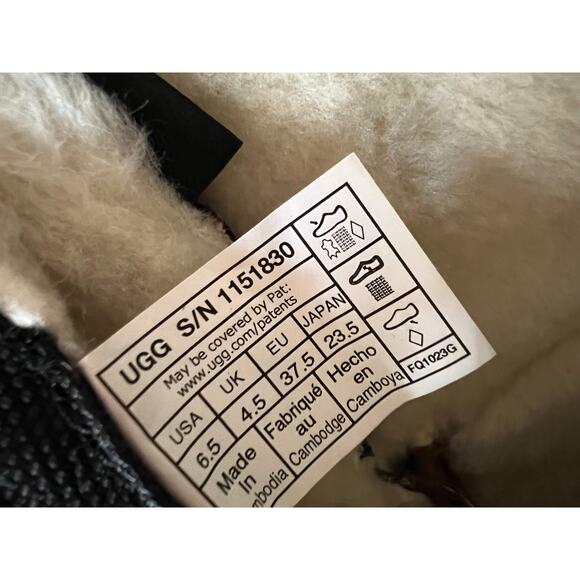 UGG S/N 1151830
May be covered by Pat:
www.ugg.com/patents
USA UK EU JAPAN
6.5 4.5 37.5 23.5
Made Fabriqué Hecho
In au en
mbodia Cambodge Camboya
FQ1023G